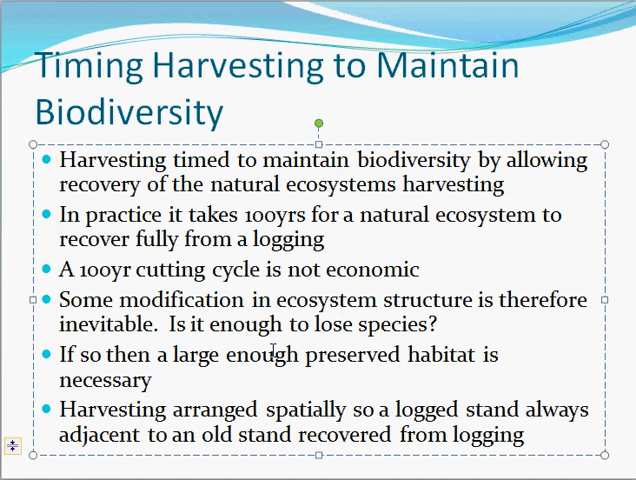 Timing Harvesting to Maintain
Biodiversity
Harvesting timed to maintain biodiversity by allowing
recovery of the natural ecosystems harvesting
In practice it takes 100yrs for a natural ecosystem to
recover fully from a logging
A 100yr cutting cycle is not economic
Some modification in ecosystem structure is therefore
inevitable. Is it enough to lose species?
If so then a large enough preserved habitat is
necessary
Harvesting arranged spatially so a logged stand always
adjacent to an old stand recovered from logging